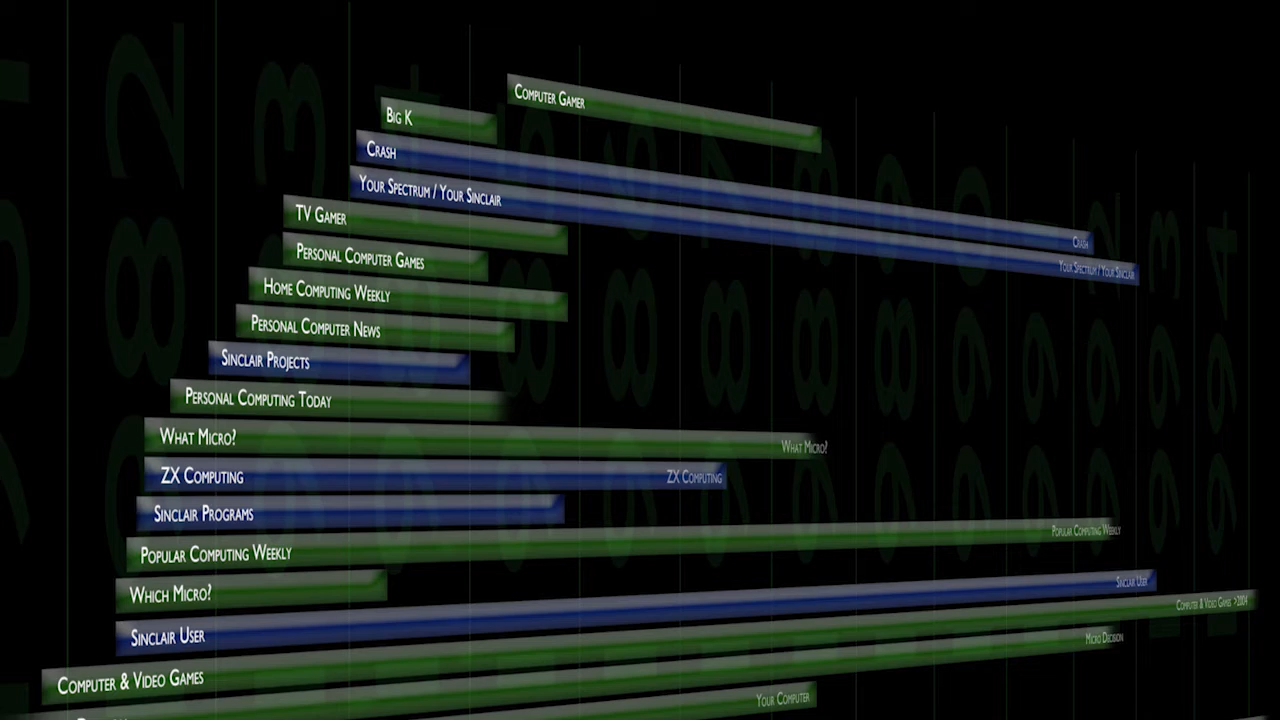 Computer Gamer
Big K
Crash
Your Spectrum / Your Sinclair
TV Gamer
Crash
Personal Computer Games
Your Spectrum / Your Sinclair
Home Computing Weekly
Personal Computer News
Sinclair Projects
Personal Computing Today
What Micro?
What Micro?
ZX Computing
ZX Computing
Sinclair Programs
Popular Computing Weekly
Popular Computing Weekly
Which Micro?
Sinclair User
Sinclair User
Computer & Video Games >2004
Micro Decision
Computer & Video Games
Your Computer